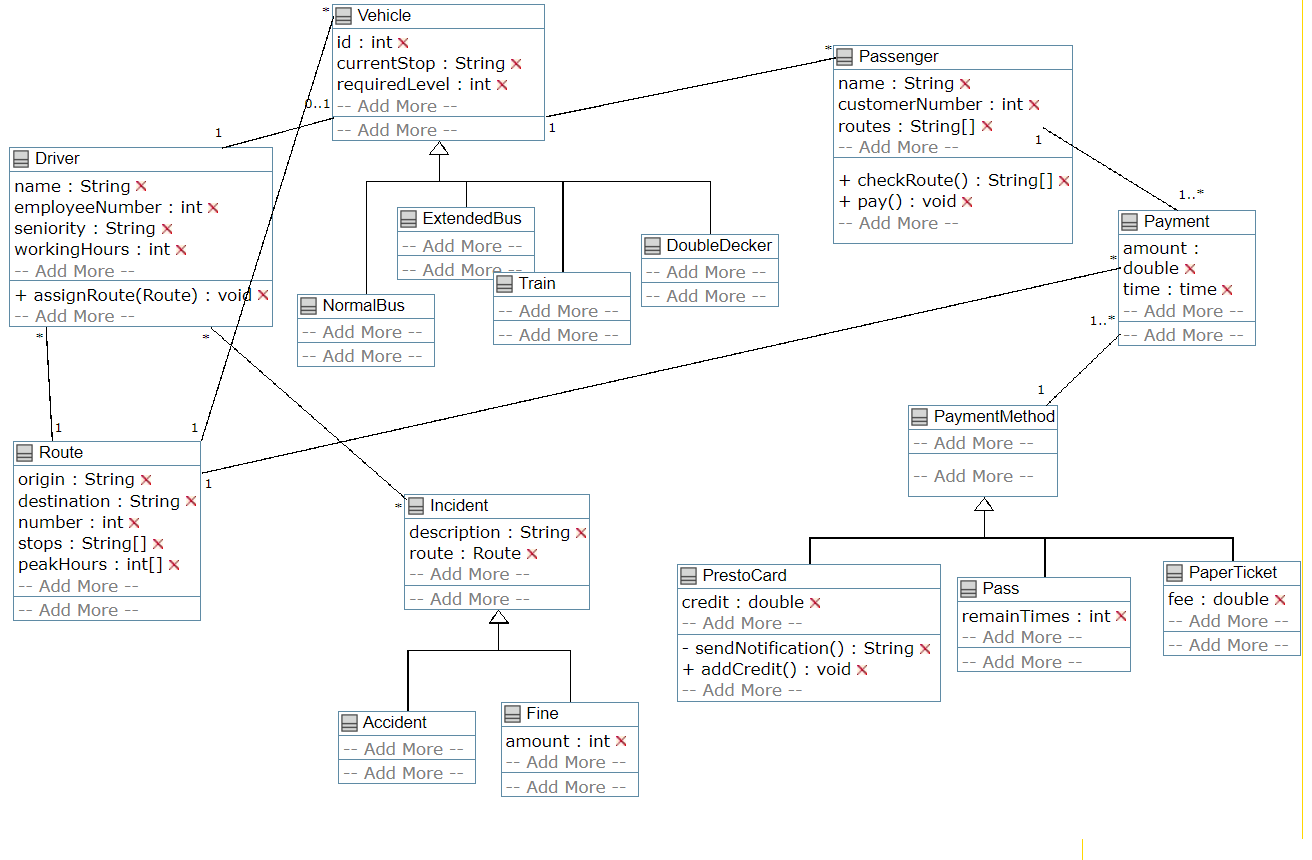 *
Vehicle
id : int
currentStop : String
requiredLevel : int
-- Add More --
-- Add More --
0..1
1
1
*
Passenger
name : String
customerNumber : int
routes : String[]
-- Add More --
+ checkRoute() : String[]
+ pay() : void
-- Add More --
1
1..*
Driver
name : String
employeeNumber : int
seniority : String
workingHours : int
-- Add More --
+ assignRoute(Route) : void
-- Add More --
*
*
ExtendedBus
-- Add More --
-- Add More --
DoubleDecker
-- Add More --
-- Add More --
Train
-- Add More --
-- Add More --
NormalBus
-- Add More --
-- Add More --
Payment
amount :
double
time : time
-- Add More --
-- Add More --
*
1..*
1
1
1
1
Route
origin : String
destination : String
number : int
stops : String[]
peakHours : int[]
-- Add More --
-- Add More --
*
Incident
description : String
route : Route
-- Add More --
-- Add More --
PaymentMethod
-- Add More --
-- Add More --
PrestoCard
credit : double
-- Add More --
- sendNotification() : String
+ addCredit() : void
-- Add More --
Pass
remainTimes : int
-- Add More --
-- Add More --
PaperTicket
fee : double
-- Add More --
-- Add More --
Accident
-- Add More --
-- Add More --
Fine
amount : int
-- Add More --
-- Add More --